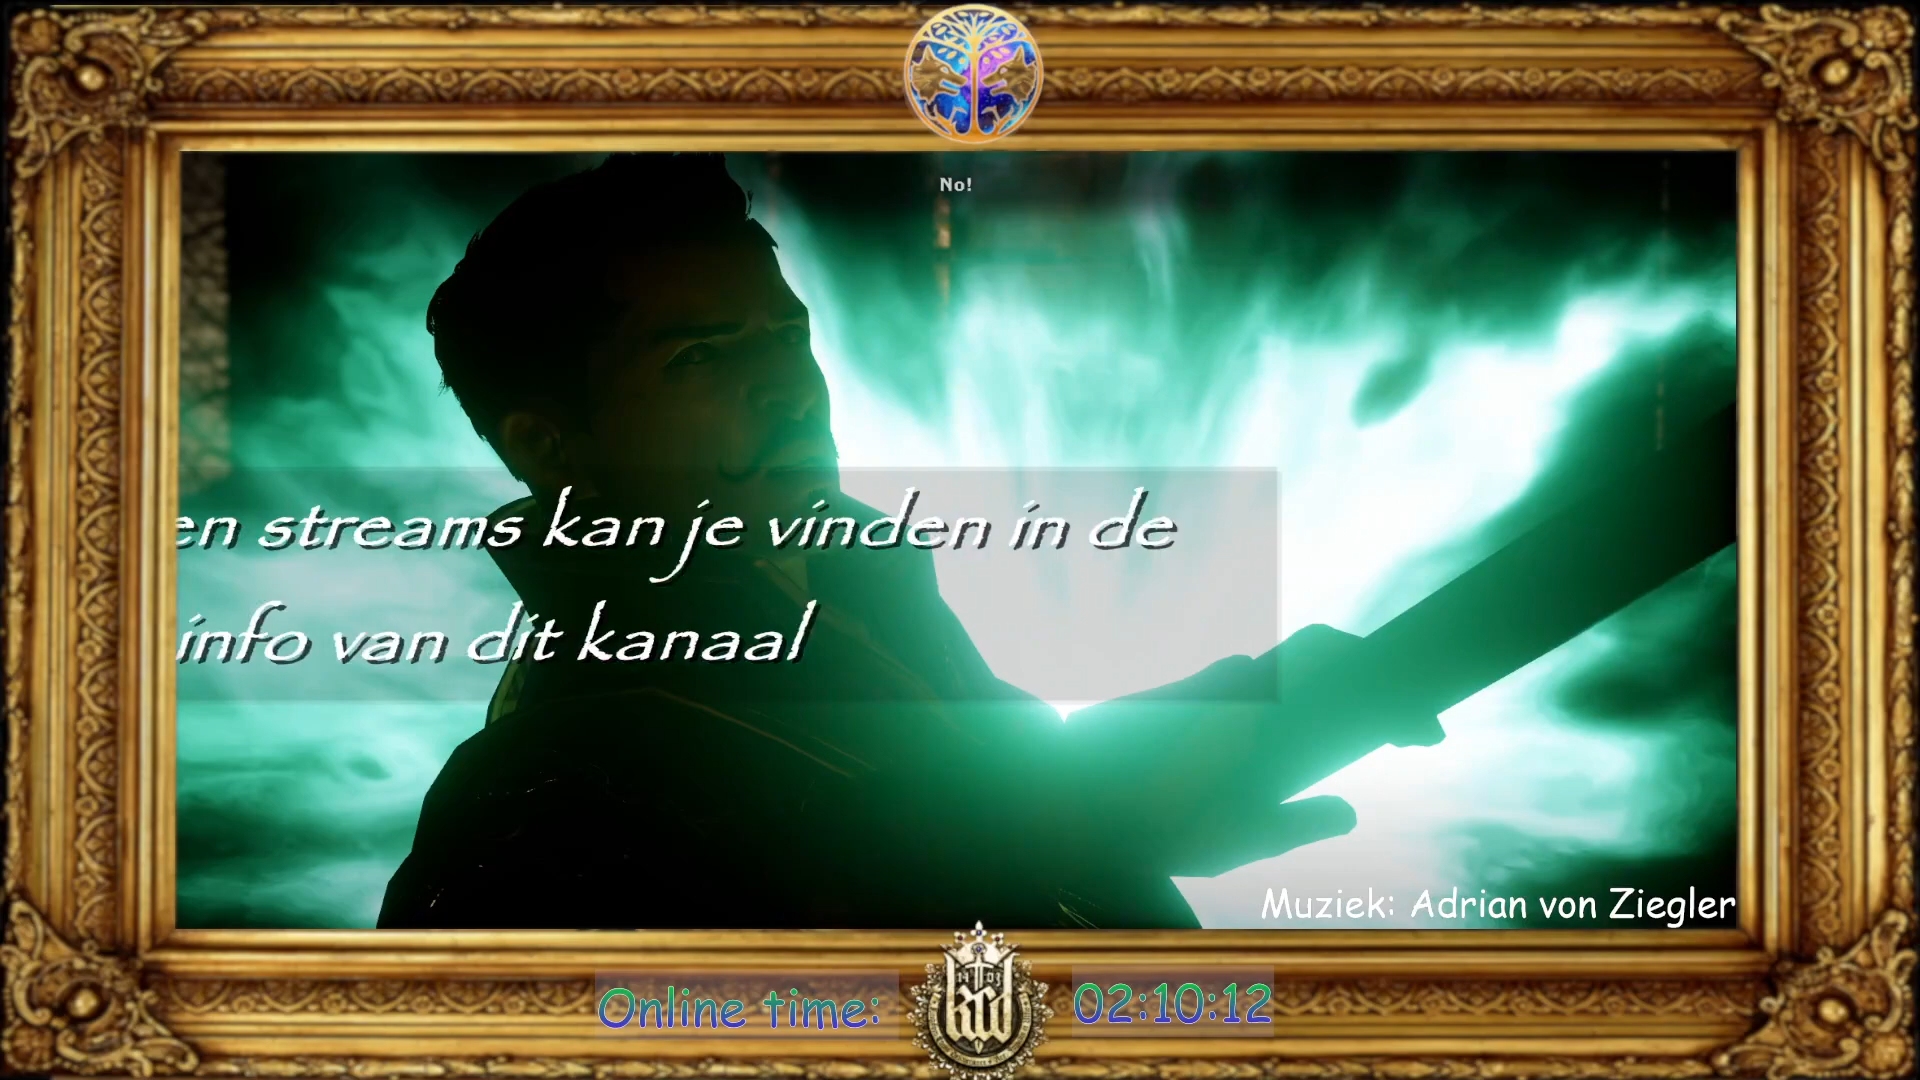 No!
en streams kan je vinden in de
info van dit kanaal
Muziek: Adrian von Ziegler
Online time: 02:10:12